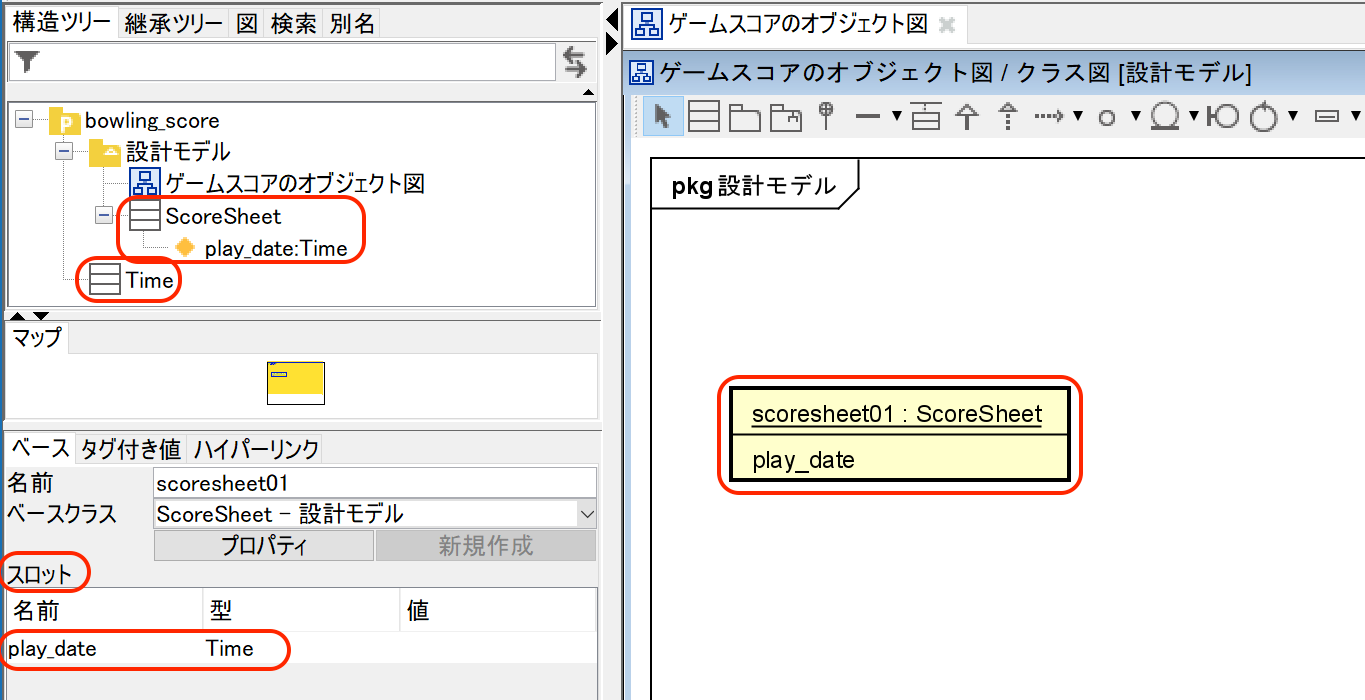 構造ツリー 継承ツリー 図 検索 別名
P bowling_score
設計モデル
ゲームスコアのオブジェクト図
ScoreSheet
play_date:Time
Time
マップ
ベース タグ付き値 ハイパーリンク
名前 scoresheet01
ベースクラス ScoreSheet - 設計モデル
プロパティ 新規作成
スロット
名前 型 値
play_date Time
ゲームスコアのオブジェクト図
ゲームスコアのオブジェクト図 / クラス図 [設計モデル]
pkg 設計モデル
scoresheet01 : ScoreSheet
play_date